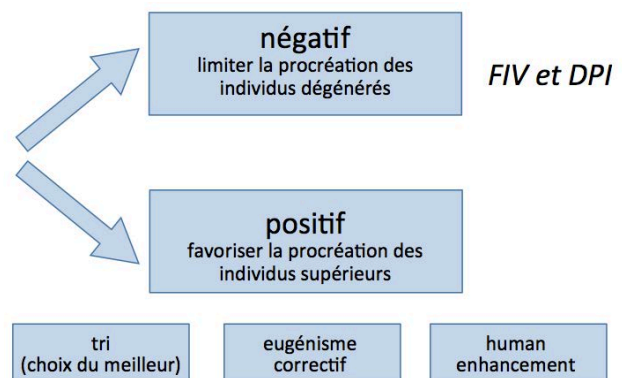 négatif
limiter la procréation des
individus dégénérés
FIV et DPI
positif
favoriser la procréation des
individus supérieurs
tri
(choix du meilleur)
eugénisme
correctif
human
enhancement